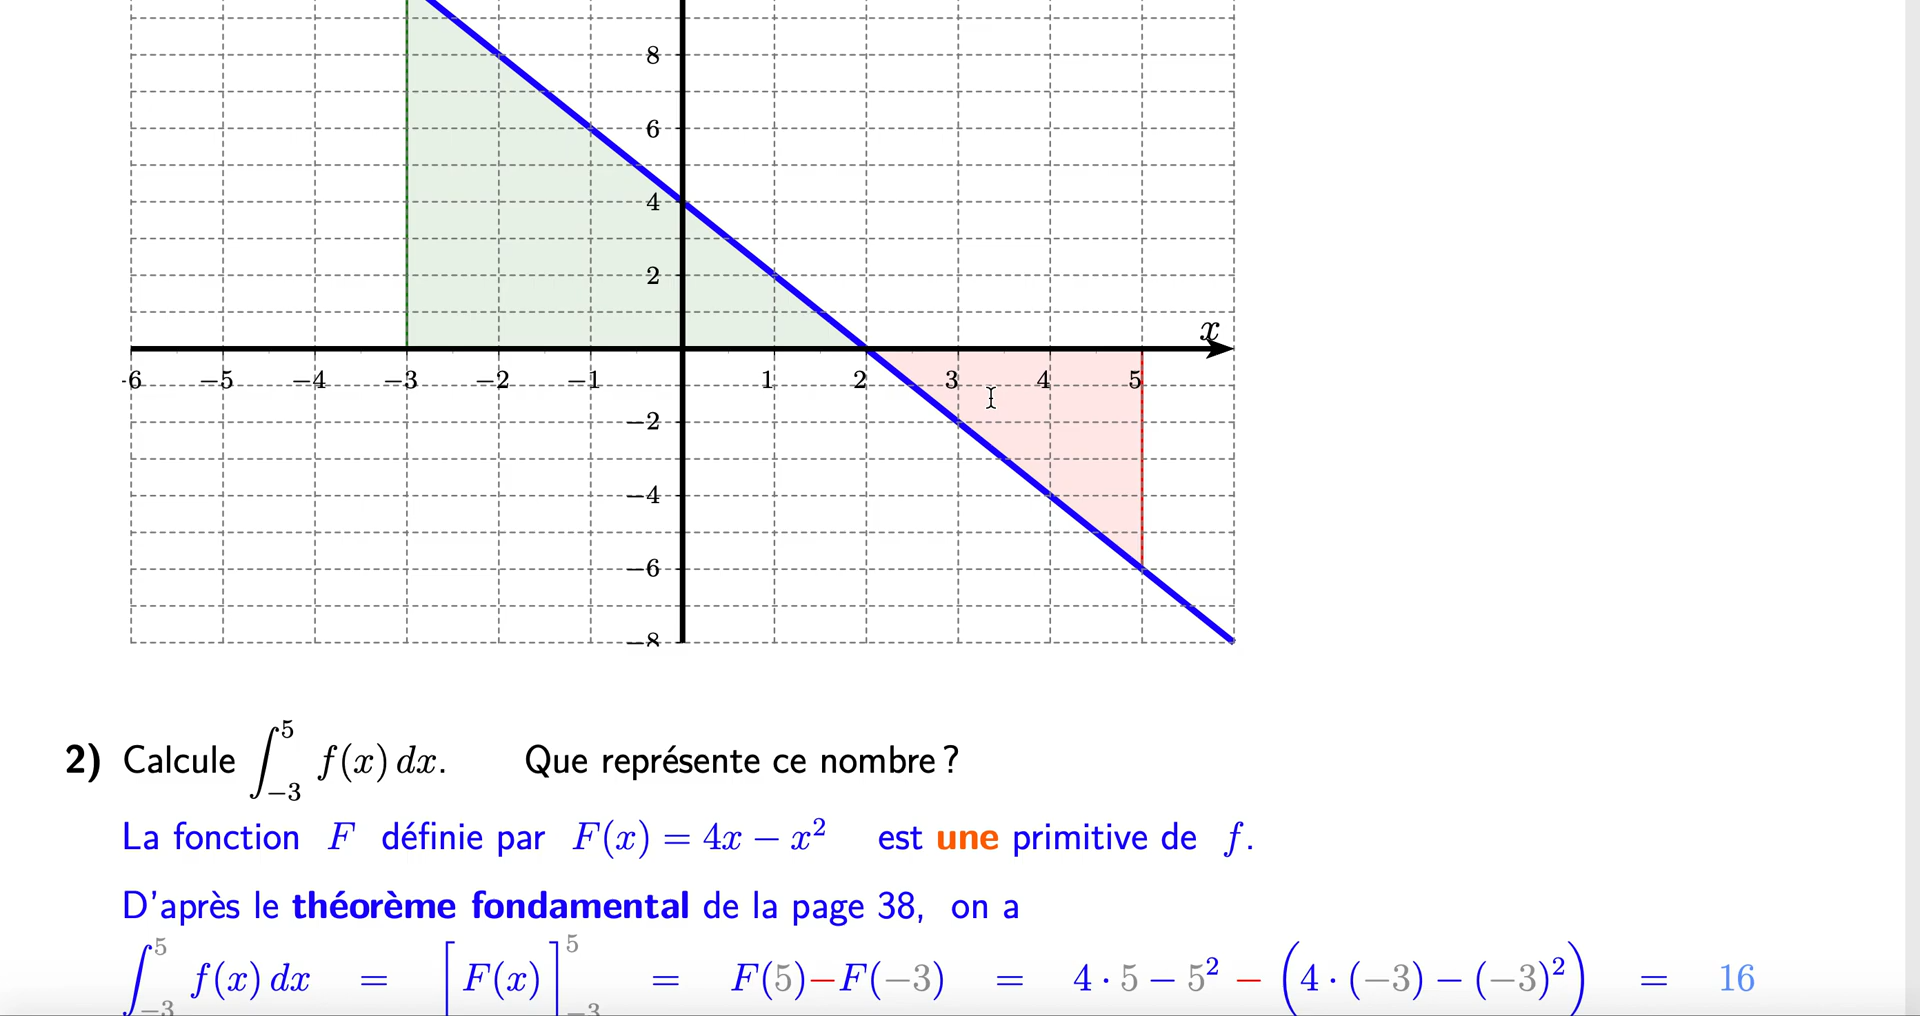 8
6
4
2
x
-6 −5 −4 −3 −2 −1 1 2 3 4 5
−2
−4
−6
−8
2) Calcule ∫_{−3}^{5} f(x) dx. Que représente ce nombre ?
La fonction F définie par F(x) = 4x − x² est une primitive de f.
D'après le théorème fondamental de la page 38, on a
∫_{−3}^{5} f(x) dx = [F(x)]_{−3}^{5} = F(5)−F(−3) = 4 · 5 − 5² − (4 · (−3) − (−3)²) = 16